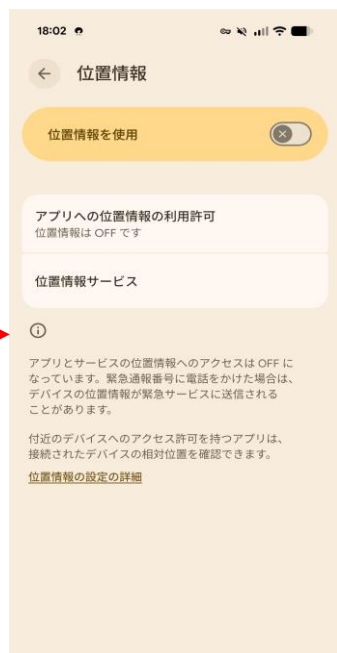 18:02
位置情報
位置情報を使用
アプリへの位置情報の利用許可
位置情報は OFF です
位置情報サービス
アプリとサービスの位置情報へのアクセスは OFF に
なっています。緊急通報番号に電話をかけた場合は、
デバイスの位置情報が緊急サービスに送信される
ことがあります。
付近のデバイスへのアクセス許可を持つアプリは、
接続されたデバイスの相対位置を確認できます。
位置情報の設定の詳細